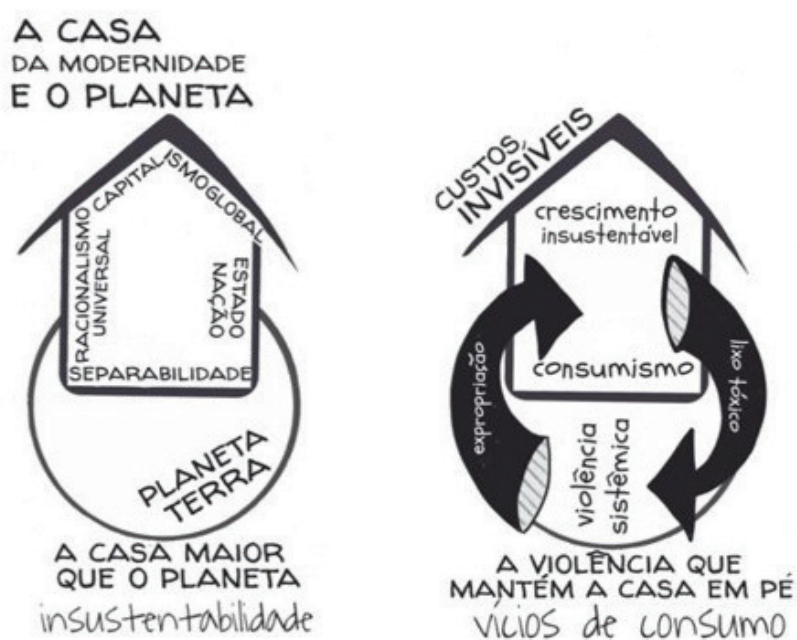 A CASA
DA MODERNIDADE
E O PLANETA
CAPITALISMO GLOBAL
RACIONALISMO
UNIVERSAL
ESTADO
NAÇÃO
SEPARABILIDADE
PLANETA
TERRA
A CASA MAIOR
QUE O PLANETA
insustentabilidade
CUSTOS,
INVISÍVEIS
crescimento
insustentável
expropriação
consumismo
lixo tóxico
violência
sistêmica
A VIOLÊNCIA QUE
MANTÉM A CASA EM PÉ
vícios de consumo